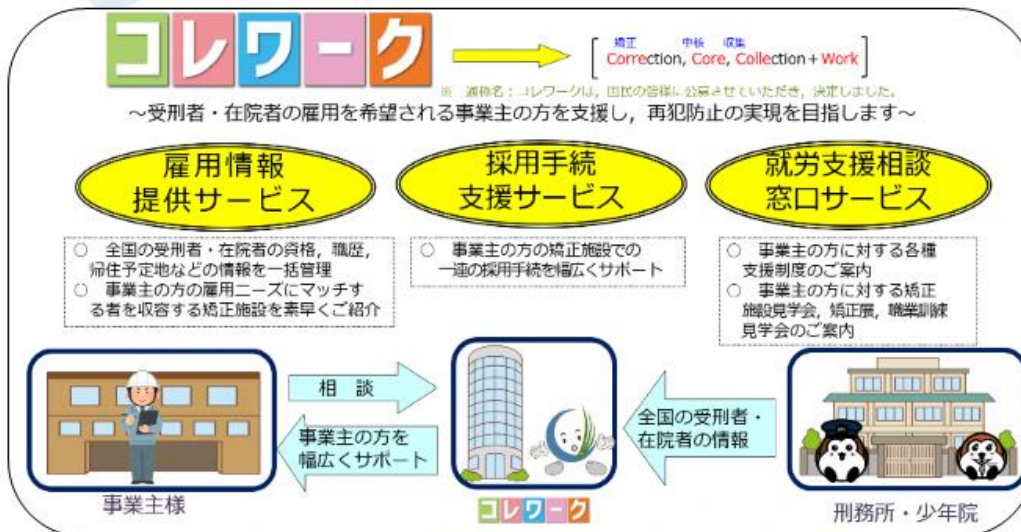 コレワーク
矯正 中核 収集
Correction, Core, Collection + Work
※ 通称名：コレワークは，国民の皆様に公募させていただき，決定しました。
～受刑者・在院者の雇用を希望される事業主の方を支援し，再犯防止の実現を目指します～
雇用情報
提供サービス
採用手続
支援サービス
就労支援相談
窓口サービス
○ 全国の受刑者・在院者の資格，職歴，
帰住予定地などの情報を一括管理
○ 事業主の方の雇用ニーズにマッチす
る者を収容する矯正施設を素早くご紹介
○ 事業主の方の矯正施設での
一連の採用手続を幅広くサポート
○ 事業主の方に対する各種
支援制度のご案内
○ 事業主の方に対する矯正
施設見学会，矯正展，職業訓練
見学会のご案内
相 談
事業主の方を
幅広くサポート
全国の受刑者・
在院者の情報
事業主様
コレワーク
刑務所・少年院